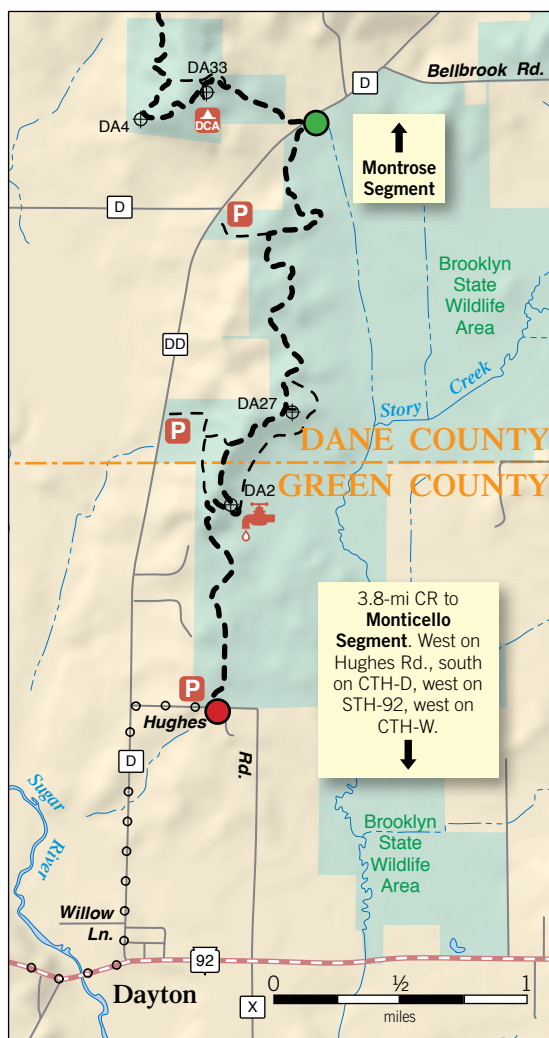 DA33
D
Bellbrook Rd.
DA4
DCA
Montrose
Segment
D
P
Brooklyn
State
Wildlife
Area
DD
DA27
Story Creek
P
DANE COUNTY
GREEN COUNTY
DA2
3.8-mi CR to
Monticello
Segment. West on
Hughes Rd., south
on CTH-D, west on
STH-92, west on
CTH-W.
P
Hughes Rd.
D
Sugar River
Brooklyn
State
Wildlife
Area
Willow
Ln.
92
Dayton
X
0 ½ 1
miles